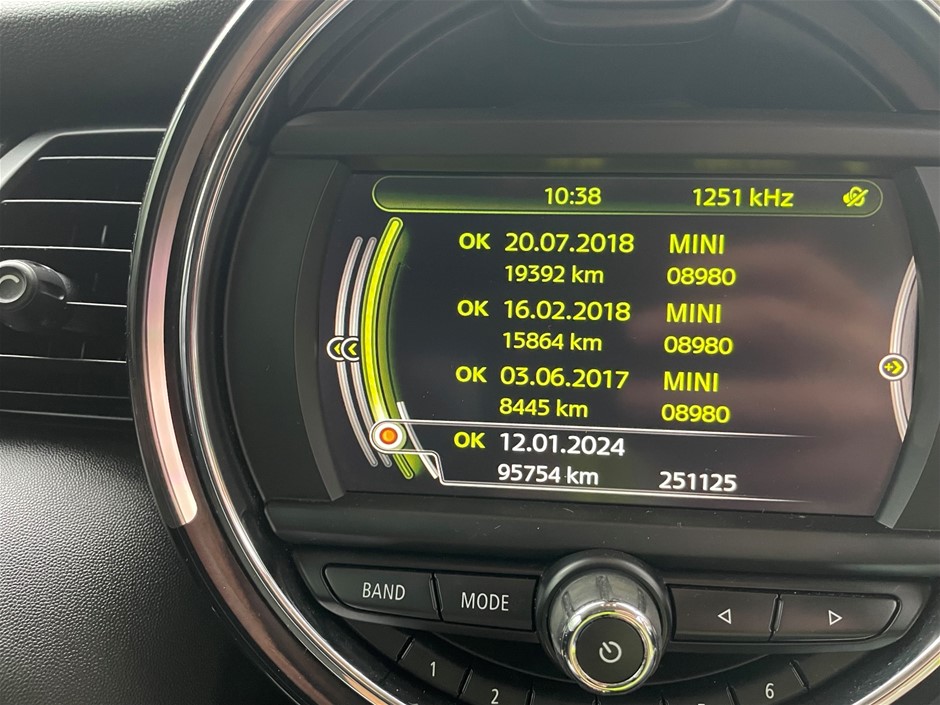 10:38 1251 kHz
OK 20.07.2018 MINI
19392 km 08980
OK 16.02.2018 MINI
15864 km 08980
OK 03.06.2017 MINI
8445 km 08980
OK 12.01.2024
95754 km 251125
BAND MODE
1 2 6